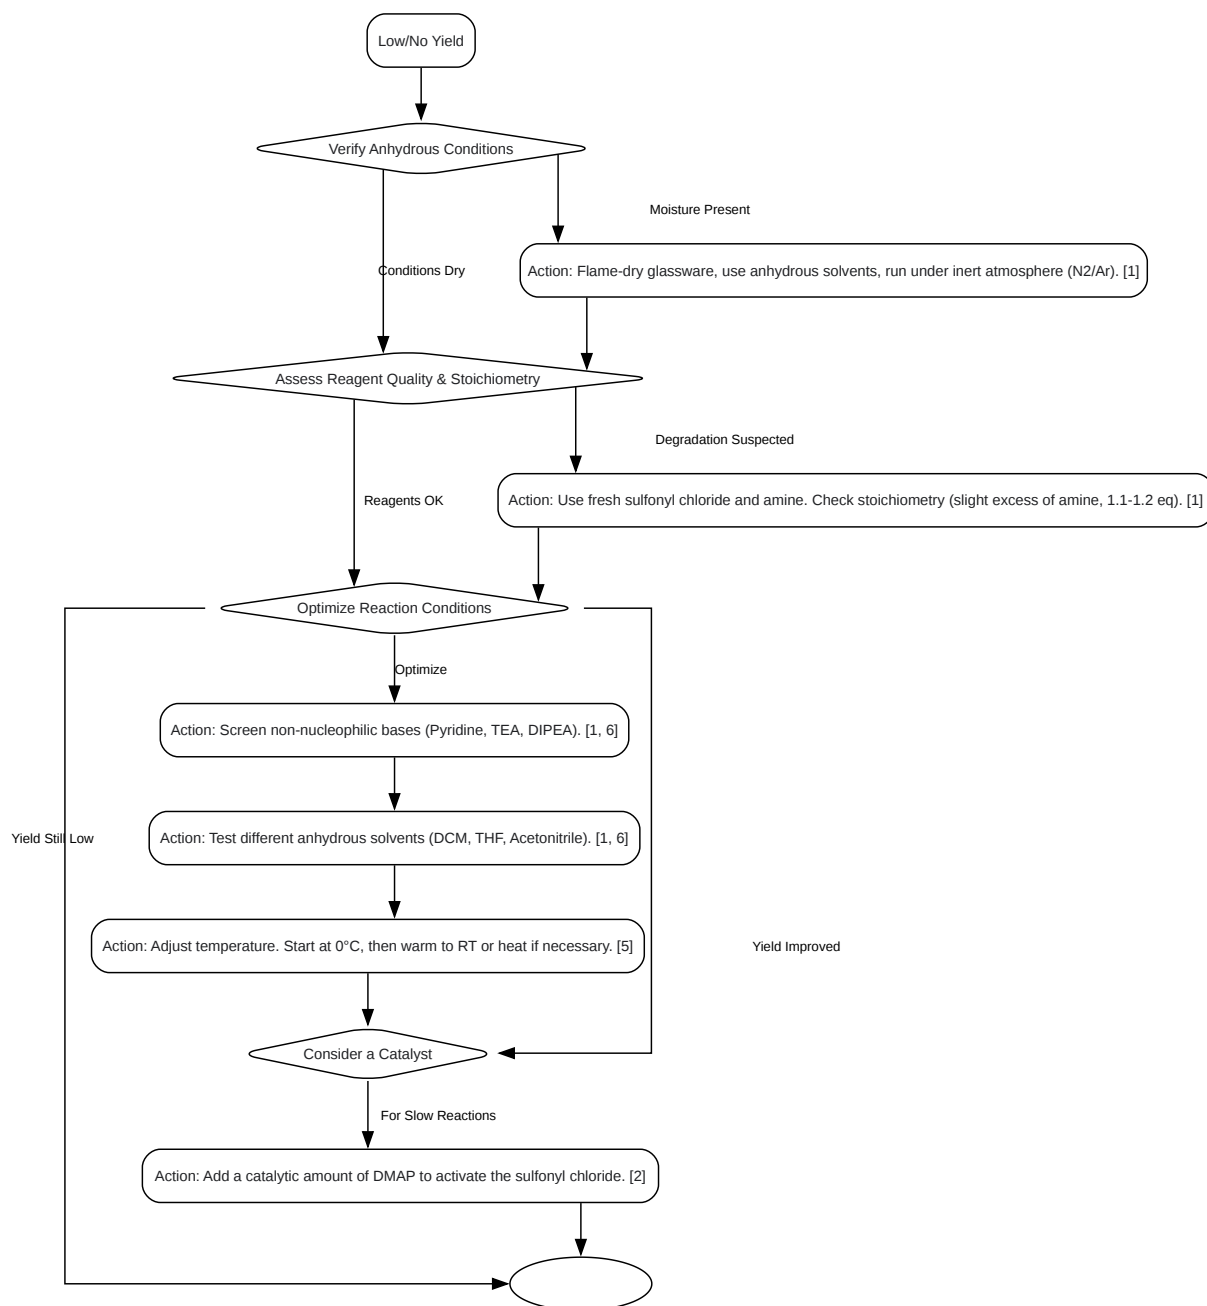 Low/No Yield
Verify Anhydrous Conditions
Moisture Present
Conditions Dry
Action: Flame-dry glassware, use anhydrous solvents, run under inert atmosphere (N2/Ar). [1]
Assess Reagent Quality & Stoichiometry
Degradation Suspected
Reagents OK
Action: Use fresh sulfonyl chloride and amine. Check stoichiometry (slight excess of amine, 1.1-1.2 eq). [1]
Optimize Reaction Conditions
Optimize
Action: Screen non-nucleophilic bases (Pyridine, TEA, DIPEA). [1, 6]
Yield Still Low
Action: Test different anhydrous solvents (DCM, THF, Acetonitrile). [1, 6]
Action: Adjust temperature. Start at 0°C, then warm to RT or heat if necessary. [5]
Yield Improved
Consider a Catalyst
For Slow Reactions
Action: Add a catalytic amount of DMAP to activate the sulfonyl chloride. [2]